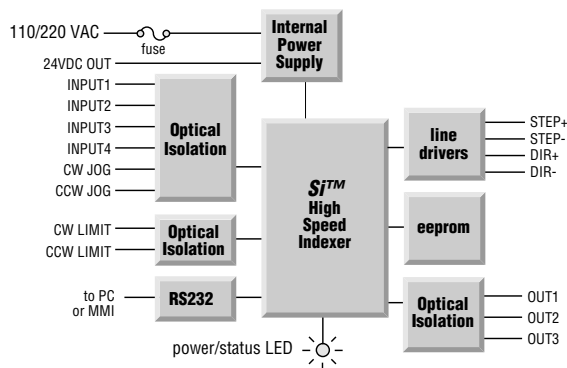 110/220 VAC
fuse
24VDC OUT
Internal
Power
Supply
INPUT1
INPUT2
INPUT3
INPUT4
CW JOG
CCW JOG
Optical
Isolation
CW LIMIT
CCW LIMIT
Optical
Isolation
to PC
or MMI
RS232
Si™
High
Speed
Indexer
power/status LED
line
drivers
STEP+
STEP-
DIR+
DIR-
eeprom
Optical
Isolation
OUT1
OUT2
OUT3